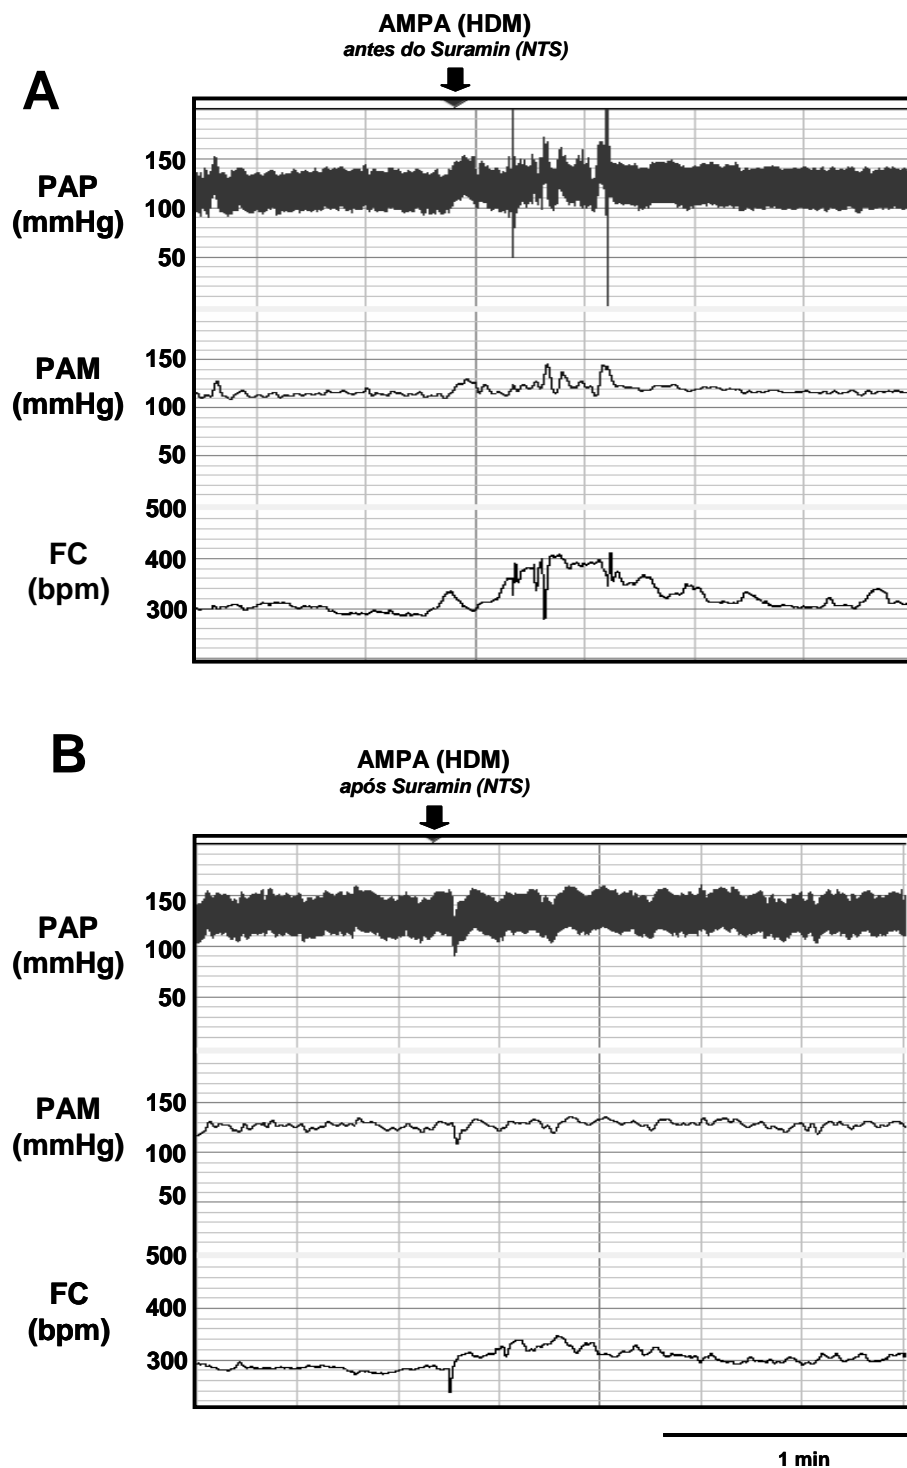 AMPA (HDM)
antes do Suramin (NTS)
A
PAP
(mmHg)
150
100
50
PAM
(mmHg)
150
100
50
FC
(bpm)
500
400
300
B
AMPA (HDM)
após Suramin (NTS)
PAP
(mmHg)
150
100
50
PAM
(mmHg)
150
100
50
FC
(bpm)
500
400
300
1 min